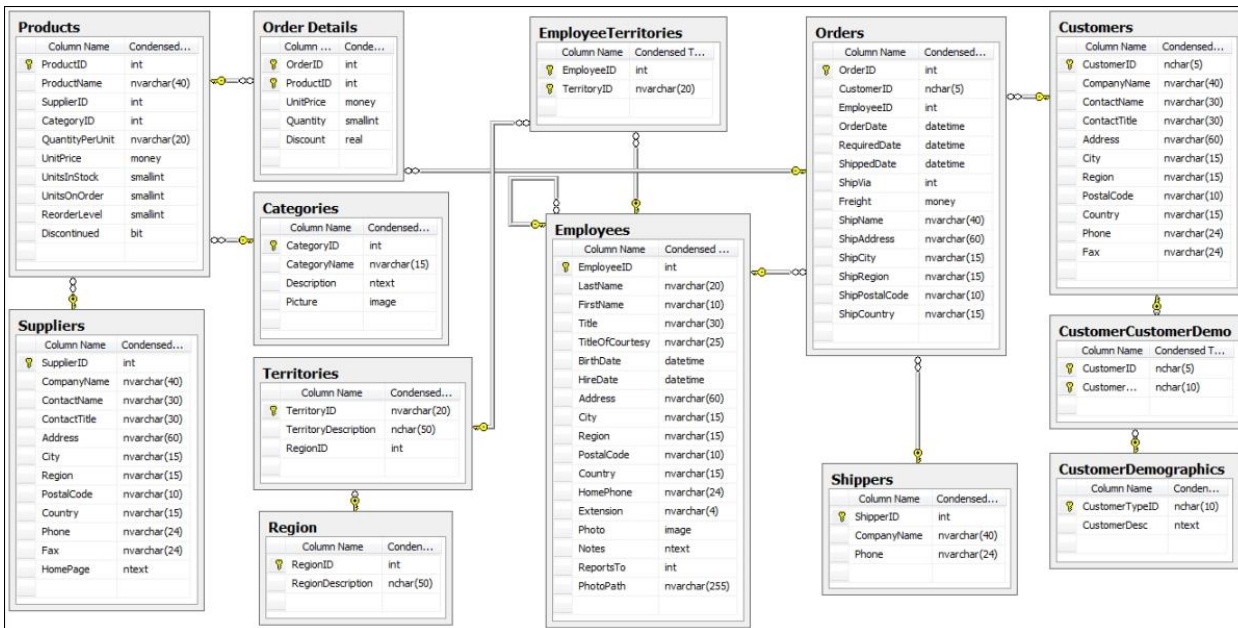 Products
Column Name Condensed...
ProductID int
ProductName nvarchar(40)
SupplierID int
CategoryID int
QuantityPerUnit nvarchar(20)
UnitPrice money
UnitsInStock smallint
UnitsOnOrder smallint
ReorderLevel smallint
Discontinued bit
Order Details
Column ... Conde...
OrderID int
ProductID int
UnitPrice money
Quantity smallint
Discount real
EmployeeTerritories
Column Name Condensed T...
EmployeeID int
TerritoryID nvarchar(20)
Orders
Column Name Condensed...
OrderID int
CustomerID nchar(5)
EmployeeID int
OrderDate datetime
RequiredDate datetime
ShippedDate datetime
ShipVia int
Freight money
ShipName nvarchar(40)
ShipAddress nvarchar(60)
ShipCity nvarchar(15)
ShipRegion nvarchar(15)
ShipPostalCode nvarchar(10)
ShipCountry nvarchar(15)
Customers
Column Name Condensed...
CustomerID nchar(5)
CompanyName nvarchar(40)
ContactName nvarchar(30)
ContactTitle nvarchar(30)
Address nvarchar(60)
City nvarchar(15)
Region nvarchar(15)
PostalCode nvarchar(10)
Country nvarchar(15)
Phone nvarchar(24)
Fax nvarchar(24)
Categories
Column Name Condensed...
CategoryID int
CategoryName nvarchar(15)
Description ntext
Picture image
Employees
Column Name Condensed ...
EmployeeID int
LastName nvarchar(20)
FirstName nvarchar(10)
Title nvarchar(30)
TitleOfCourtesy nvarchar(25)
BirthDate datetime
HireDate datetime
Address nvarchar(60)
City nvarchar(15)
Region nvarchar(15)
PostalCode nvarchar(10)
Country nvarchar(15)
HomePhone nvarchar(24)
Extension nvarchar(4)
Photo image
Notes ntext
ReportsTo int
PhotoPath nvarchar(255)
Suppliers
Column Name Condensed...
SupplierID int
CompanyName nvarchar(40)
ContactName nvarchar(30)
ContactTitle nvarchar(30)
Address nvarchar(60)
City nvarchar(15)
Region nvarchar(15)
PostalCode nvarchar(10)
Country nvarchar(15)
Phone nvarchar(24)
Fax nvarchar(24)
HomePage ntext
Territories
Column Name Condensed...
TerritoryID nvarchar(20)
TerritoryDescription nchar(50)
RegionID int
Region
Column Name Conden...
RegionID int
RegionDescription nchar(50)
CustomerCustomerDemo
Column Name Condensed T...
CustomerID nchar(5)
Customer... nchar(10)
Shippers
Column Name Condensed...
ShipperID int
CompanyName nvarchar(40)
Phone nvarchar(24)
CustomerDemographics
Column Name Conden...
CustomerTypeID nchar(10)
CustomerDesc ntext